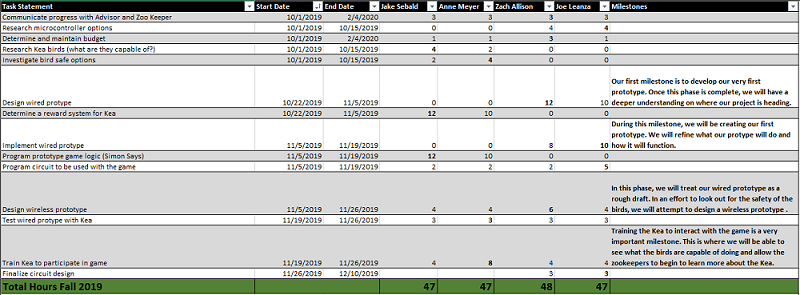 Task Statement Start Date End Date Jake Sebald Anne Meyer Zach Allison Joe Leanza Milestones
Communicate progress with Advisor and Zoo Keeper 10/1/2019 2/4/2020 3 3 3 3
Research microcontroller options 10/1/2019 10/15/2019 0 0 4 4
Determine and maintain budget 10/1/2019 2/4/2020 1 1 3 1
Research Kea birds (what are they capable of?) 10/1/2019 10/15/2019 4 2 0 0
Investigate bird safe options 10/1/2019 10/15/2019 2 4 0 0
Our first milestone is to develop our very first
prototype. Once this phase is complete, we will have a
deeper understanding on where our project is heading.
Design wired protype 10/22/2019 11/5/2019 0 0 12 10
Determine a reward system for Kea 10/22/2019 11/5/2019 12 10 0 0
During this milestone, we will be creating our first
prototype. We will refine what our protype will do and
how it will function.
Implement wired protype 11/5/2019 11/19/2019 0 0 8 10
Program prototype game logic (Simon Says) 11/5/2019 11/19/2019 12 10 0 0
Program circuit to be used with the game 11/5/2019 11/19/2019 2 2 2 5
In this phase, we will treat our wired prototype as a
rough draft. In an effort to look out for the safety of the
birds, we will attempt to design a wireless prototype .
Design wireless protype 11/5/2019 11/26/2019 4 4 6 4
Test wired protype with Kea 11/19/2019 11/26/2019 3 3 3 3
Training the Kea to interact with the game is a very
important milestone. This is where we will be able to
see what the birds are capable of doing and allow the
zookeepers to begin to learn more about the Kea.
Train Kea to participate in game 11/19/2019 11/26/2019 4 8 4 4
Finalize circuit design 11/26/2019 12/10/2019 3 3
Total Hours Fall 2019 47 47 48 47